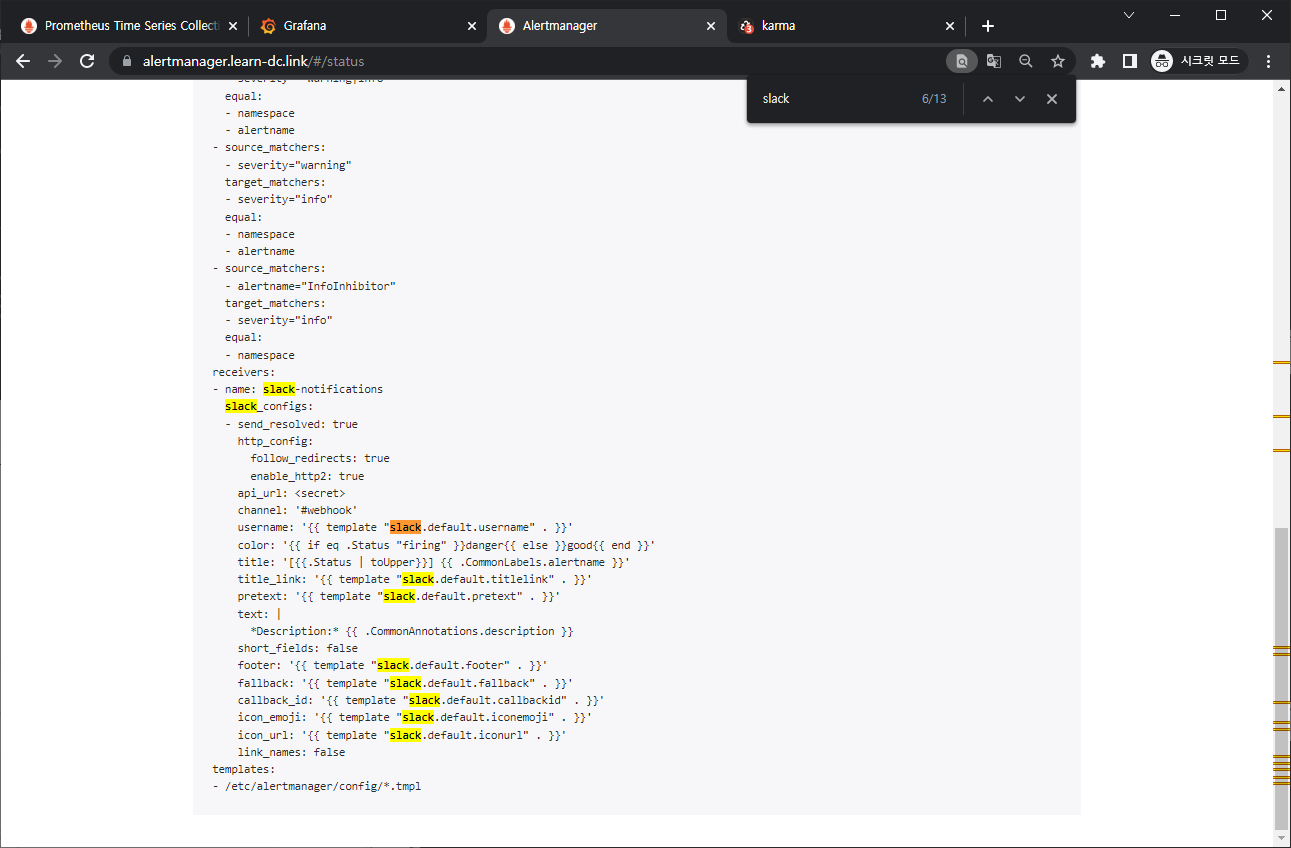 Prometheus Time Series Collecti
Grafana
Alertmanager
karma
alertmanager.learn-dc.link/#/status
시크릿 모드
slack 6/13
equal:
- namespace
- alertname
- source_matchers:
- severity="warning"
target_matchers:
- severity="info"
equal:
- namespace
- alertname
- source_matchers:
- alertname="InfoInhibitor"
target_matchers:
- severity="info"
equal:
- namespace
receivers:
- name: slack-notifications
slack_configs:
- send_resolved: true
http_config:
follow_redirects: true
enable_http2: true
api_url: <secret>
channel: '#webhook'
username: '{{ template "slack.default.username" . }}'
color: '{{ if eq .Status "firing" }}danger{{ else }}good{{ end }}'
title: '[{{.Status | toUpper}}] {{ .CommonLabels.alertname }}'
title_link: '{{ template "slack.default.titlelink" . }}'
pretext: '{{ template "slack.default.pretext" . }}'
text: |
*Description:* {{ .CommonAnnotations.description }}
short_fields: false
footer: '{{ template "slack.default.footer" . }}'
fallback: '{{ template "slack.default.fallback" . }}'
callback_id: '{{ template "slack.default.callbackid" . }}'
icon_emoji: '{{ template "slack.default.iconemoji" . }}'
icon_url: '{{ template "slack.default.iconurl" . }}'
link_names: false
templates:
- /etc/alertmanager/config/*.tmpl